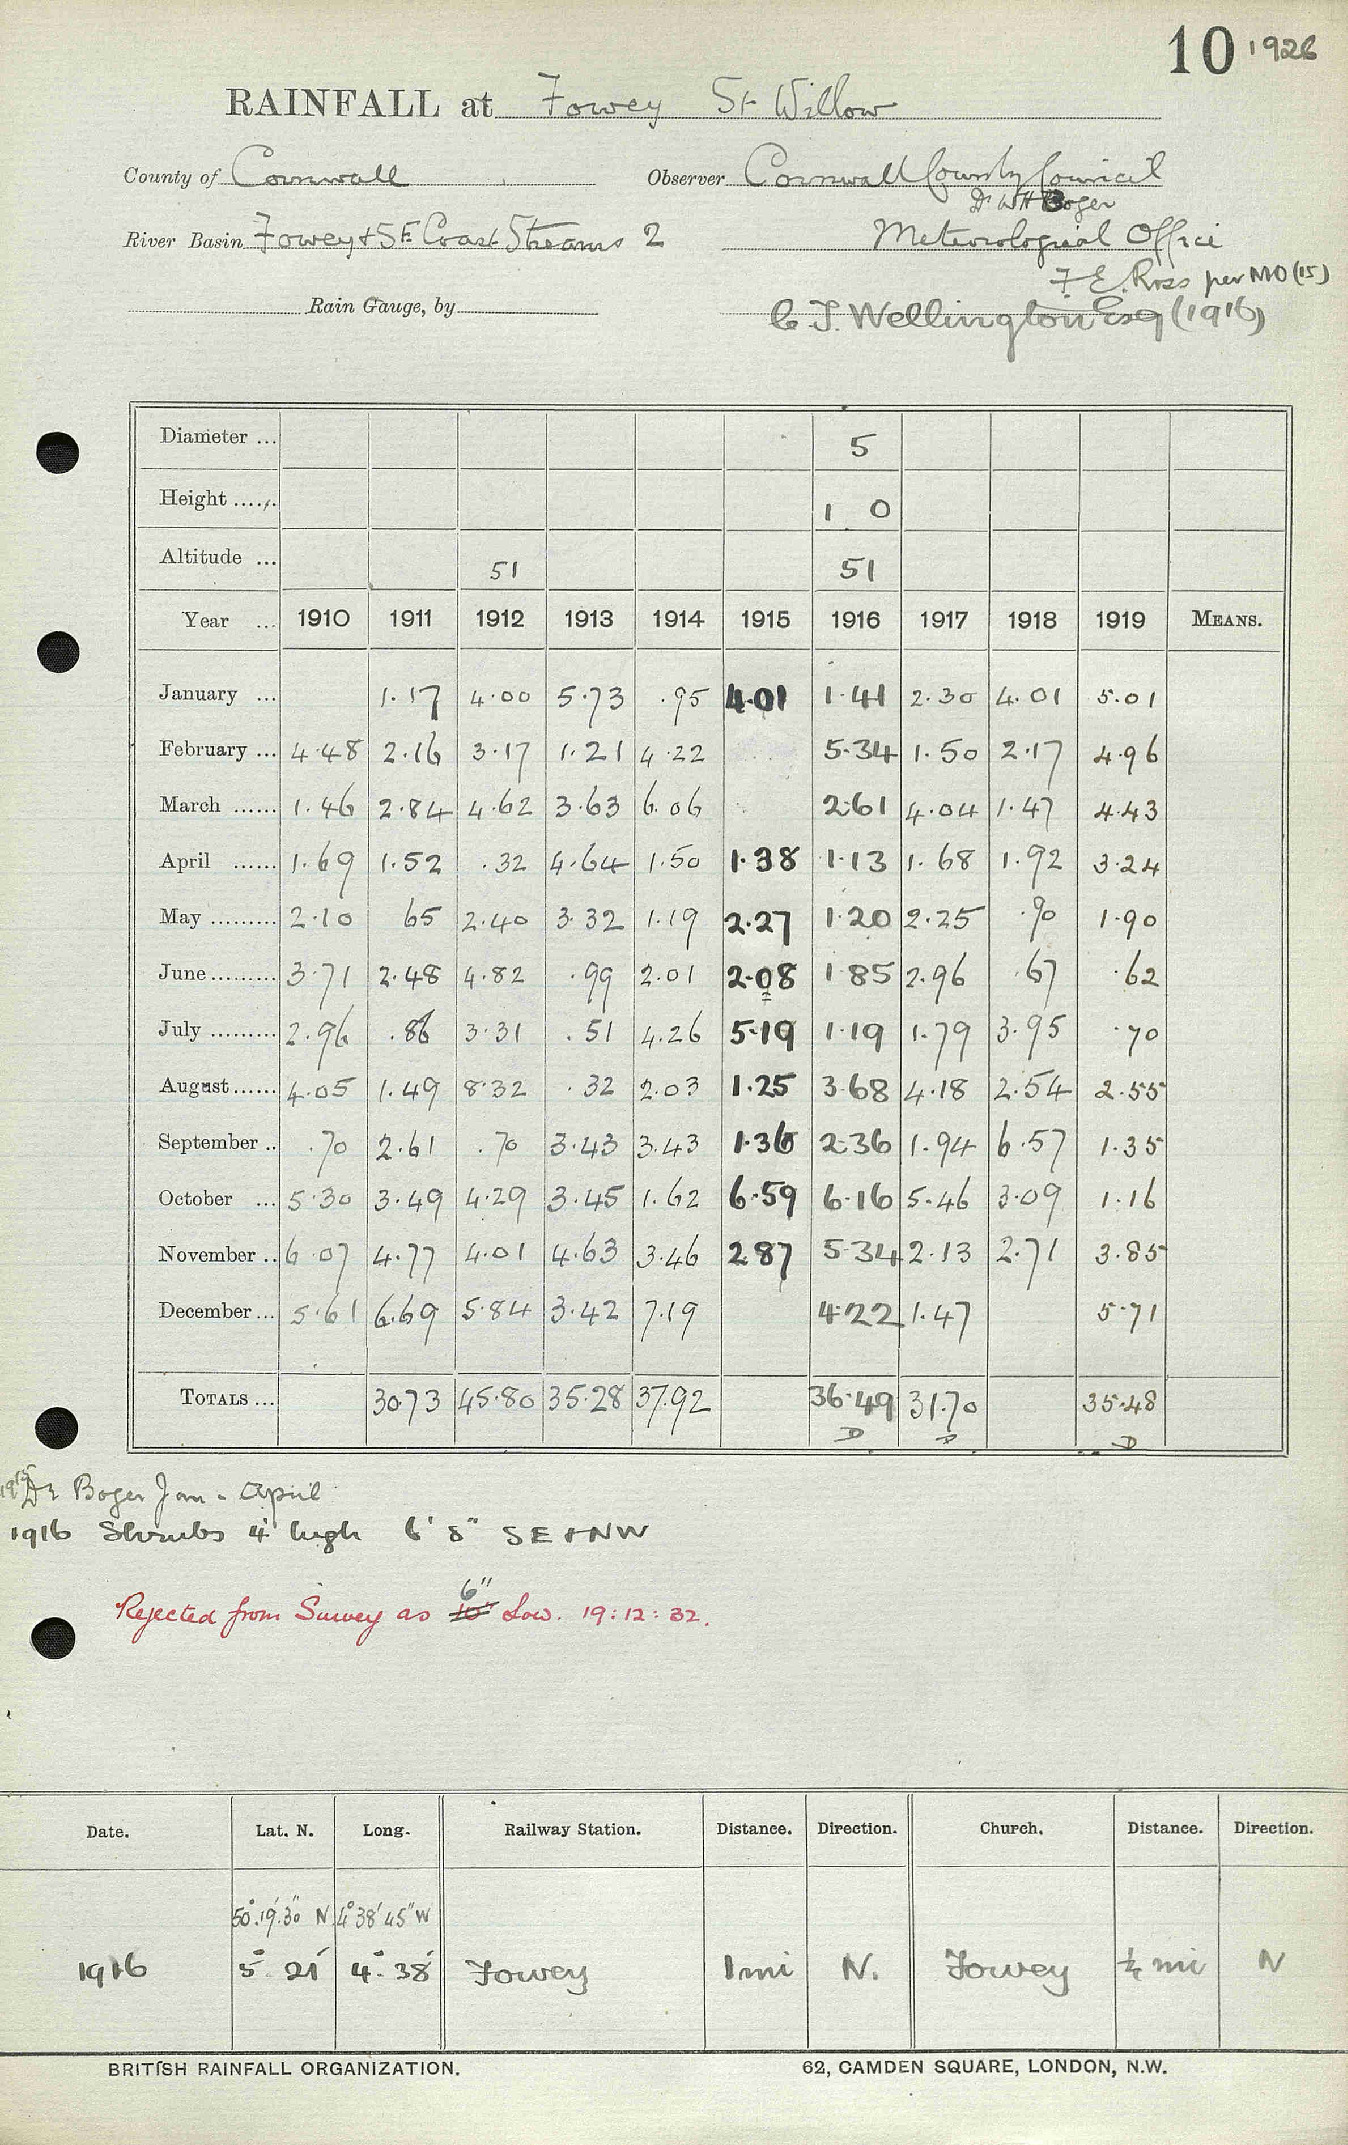 10 1926
RAINFALL at Fowey St Willow
County of Cornwall Observer Cornwall County Council
Dr WH Boger
River Basin Fowey & SE Coast Streams 2 Meteorological Office
F. E. Ross per MO (15)
Rain Gauge, by
C J. Wellington Esq (1916)
Diameter ... 5
Height ...... 1 0
Altitude ... 51 51
Year ... 1910 1911 1912 1913 1914 1915 1916 1917 1918 1919 MEANS.
January ... 1.17 4.00 5.73 .95 4.01 1.41 2.30 4.01 5.01
February ... 4.48 2.16 3.17 1.21 4.22 5.34 1.50 2.17 4.96
March ...... 1.46 2.84 4.62 3.63 6.06 2.61 4.04 1.47 4.43
April ...... 1.69 1.52 .32 4.64 1.50 1.38 1.13 1.68 1.92 3.24
May ......... 2.10 65 2.40 3.32 1.19 2.27 1.20 2.25 .90 1.90
June ......... 3.71 2.48 4.82 .99 2.01 2.08 1.85 2.96 .67 .62
July ......... 2.96 .86 3.31 .51 4.26 5.19 1.19 1.79 3.95 .70
August ...... 4.05 1.49 8.32 .32 2.03 1.25 3.68 4.18 2.54 2.55
September .. .70 2.61 .70 3.43 3.43 1.36 2.36 1.94 6.57 1.35
October ... 5.30 3.49 4.29 3.45 1.62 6.59 6.16 5.46 3.09 1.16
November .. 6.07 4.77 4.01 4.63 3.46 2.87 5.34 2.13 2.71 3.85
December ... 5.61 6.69 5.84 3.42 7.19 4.22 1.47 5.71
TOTALS ... 30.73 45.80 35.28 37.92 36.49 31.70 35.48
D D D
1915 Dr Boger Jan - April
1916 Shrubs 4' high 6' 8" SE & NW
6"
Rejected from Survey as 10" Low. 19:12:32.
Date. Lat. N. Long. Railway Station. Distance. Direction. Church. Distance. Direction.
50°.19'.30" N 4°38'45" W
1916 5° 21' 4° 38' Fowey 1mi N. Fowey ¼ mi N
BRITISH RAINFALL ORGANIZATION. 62, CAMDEN SQUARE, LONDON, N.W.